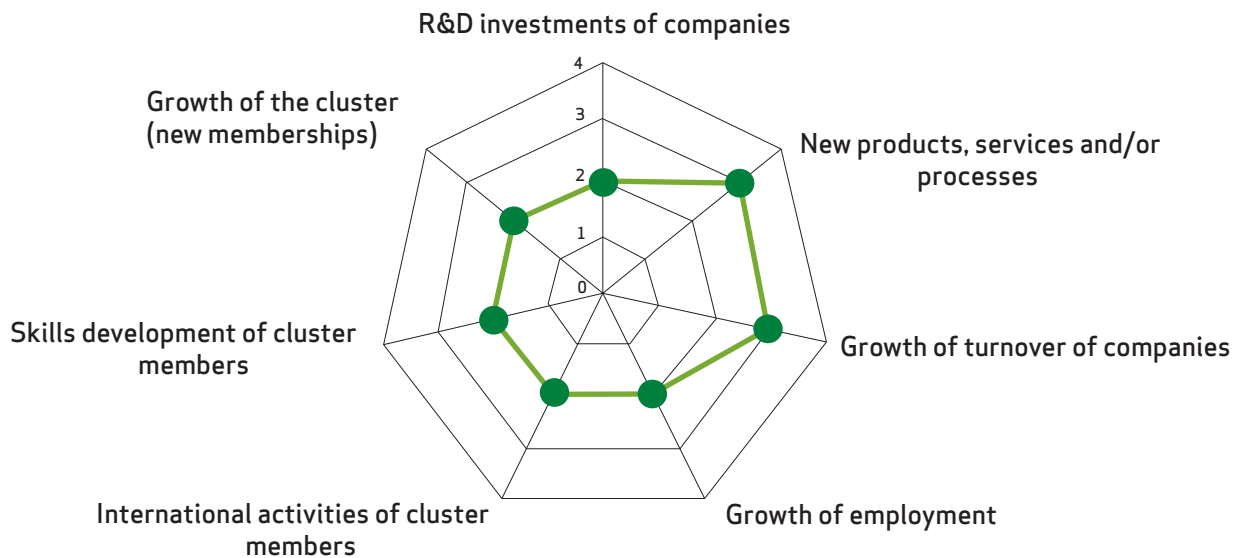 R&D investments of companies
4
Growth of the cluster
(new memberships)
3
New products, services and/or
processes
2
1
0
Skills development of cluster
members
Growth of turnover of companies
International activities of cluster
members
Growth of employment